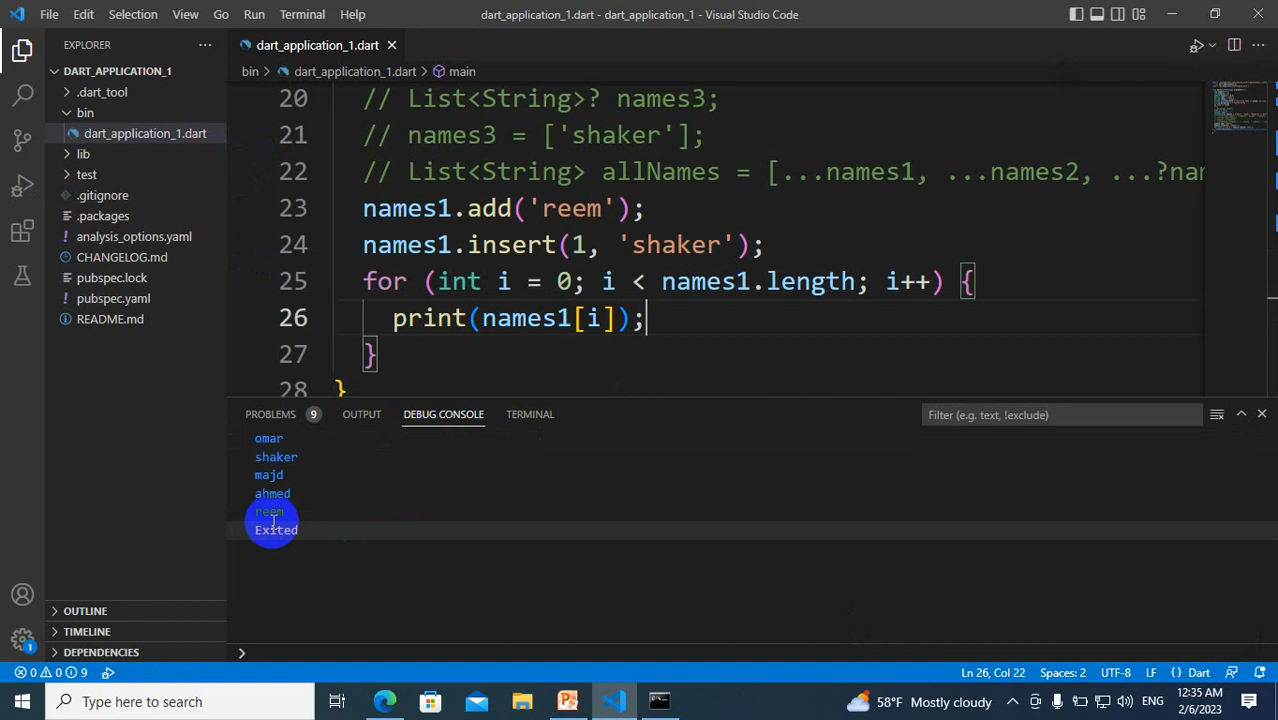 File Edit Selection View Go Run Terminal Help
dart_application_1.dart - dart_application_1 - Visual Studio Code
EXPLORER
dart_application_1.dart
DART_APPLICATION_1
bin > dart_application_1.dart > main
.dart_tool
bin
dart_application_1.dart
lib
test
.gitignore
.packages
analysis_options.yaml
CHANGELOG.md
pubspec.lock
pubspec.yaml
README.md
20 // List<String>? names3;
21 // names3 = ['shaker'];
22 // List<String> allNames = [...names1, ...names2, ...?nam
23 names1.add('reem');
24 names1.insert(1, 'shaker');
25 for (int i = 0; i < names1.length; i++) {
26 print(names1[i]);
27 }
28 }
PROBLEMS 9 OUTPUT DEBUG CONSOLE TERMINAL
Filter (e.g. text, !exclude)
omar
shaker
majd
ahmed
reem
Exited
OUTLINE
TIMELINE
DEPENDENCIES
1
0 0 9
Ln 26, Col 22 Spaces: 2 UTF-8 LF {} Dart
Type here to search
58°F Mostly cloudy
ENG
12:35 AM
2/6/2023